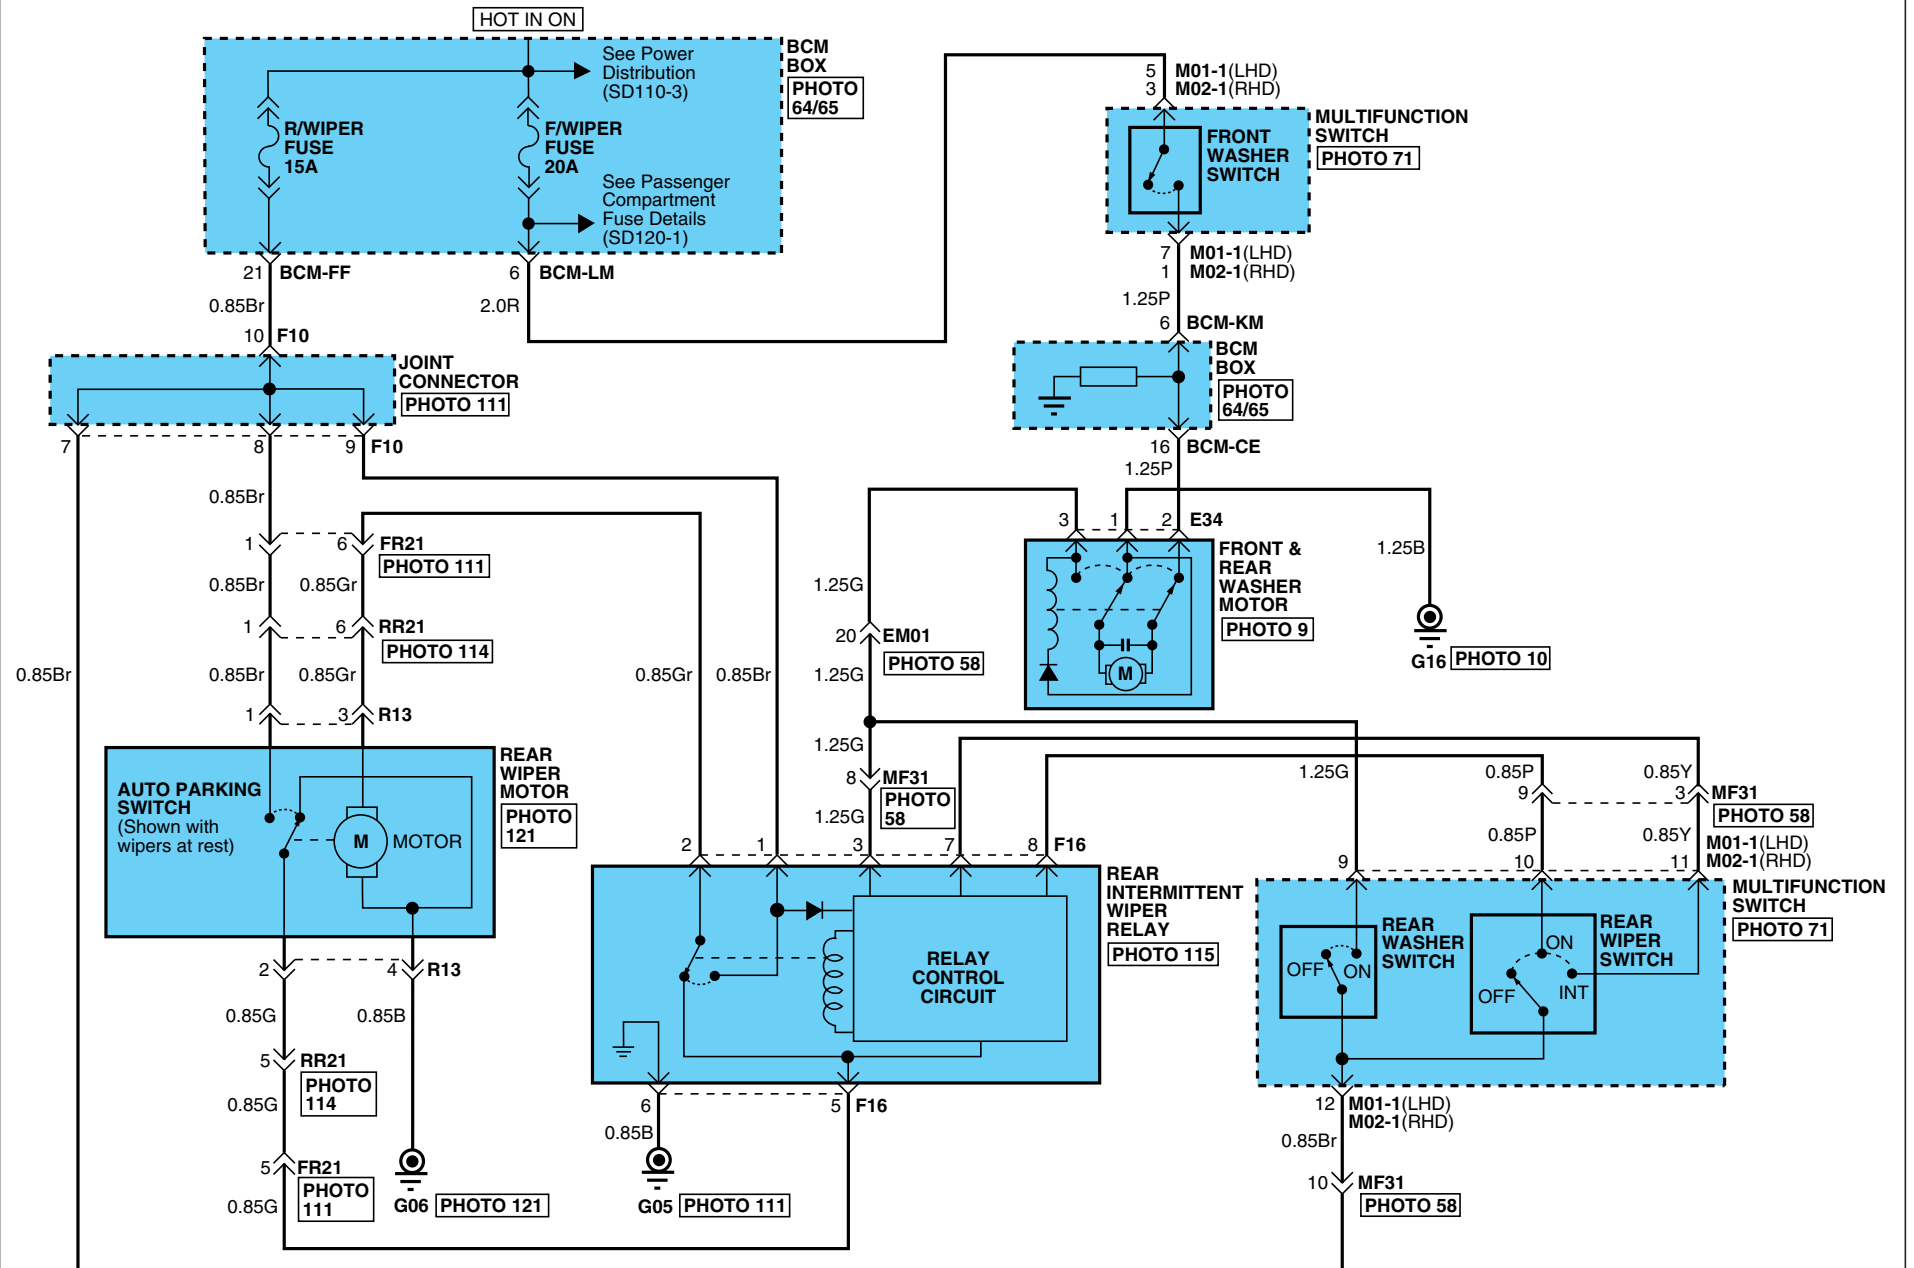 HOT IN ON
See Power
Distribution
(SD110-3)
BCM
BOX
PHOTO
64/65
R/WIPER
FUSE
15A
F/WIPER
FUSE
20A
See Passenger
Compartment
Fuse Details
(SD120-1)
21 BCM-FF
6 BCM-LM
0.85Br
2.0R
10 F10
JOINT
CONNECTOR
PHOTO 111
7
8
9 F10
5 M01-1(LHD)
3 M02-1(RHD)
MULTIFUNCTION
SWITCH
PHOTO 71
FRONT
WASHER
SWITCH
7 M01-1(LHD)
1 M02-1(RHD)
1.25P
6 BCM-KM
BCM
BOX
PHOTO
64/65
16 BCM-CE
1.25P
0.85Br
1
6 FR21
PHOTO 111
0.85Br
0.85Gr
1
6 RR21
PHOTO 114
0.85Br
0.85Br
0.85Gr
1
3 R13
0.85Gr
0.85Br
3
1
2 E34
FRONT &
REAR
WASHER
MOTOR
PHOTO 9
M
1.25B
G16 PHOTO 10
1.25G
20 EM01
PHOTO 58
1.25G
1.25G
8 MF31
PHOTO
58
1.25G
1.25G
0.85P
0.85Y
9
3 MF31
PHOTO 58
0.85P
0.85Y
M01-1(LHD)
M02-1(RHD)
9
10
11
AUTO PARKING
SWITCH
(Shown with
wipers at rest)
M
MOTOR
REAR
WIPER
MOTOR
PHOTO
121
2
4 R13
0.85G
0.85B
5 RR21
PHOTO
114
0.85G
5 FR21
PHOTO
111
0.85G
G06 PHOTO 121
2
1
3
7
8 F16
REAR
INTERMITTENT
WIPER
RELAY
PHOTO 115
RELAY
CONTROL
CIRCUIT
6
5 F16
0.85B
G05 PHOTO 111
MULTIFUNCTION
SWITCH
PHOTO 71
REAR
WASHER
SWITCH
OFF
ON
REAR
WIPER
SWITCH
ON
OFF
INT
12 M01-1(LHD)
M02-1(RHD)
0.85Br
10 MF31
PHOTO 58